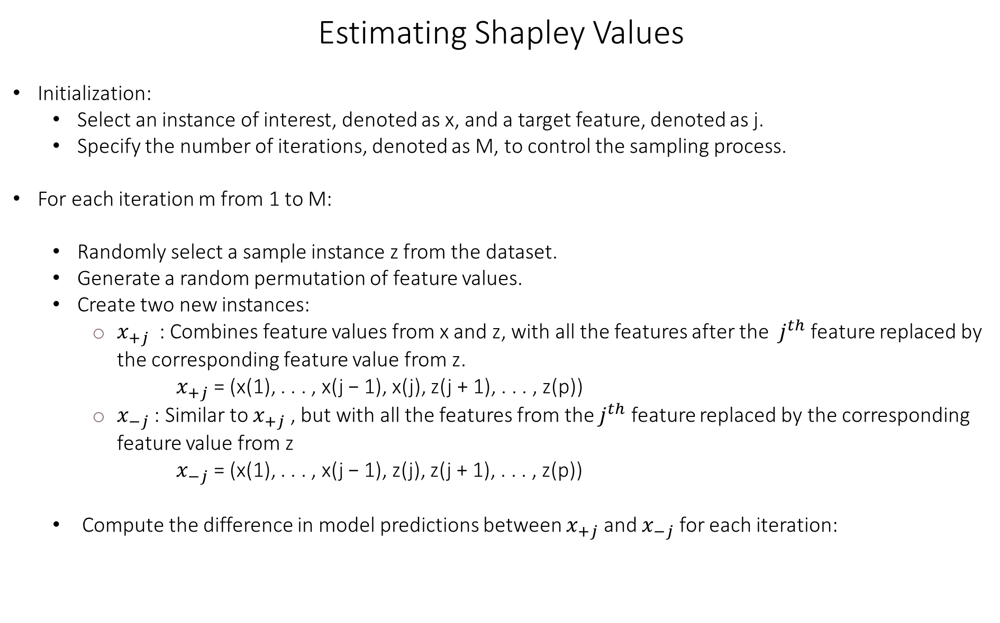 Estimating Shapley Values
• Initialization:
• Select an instance of interest, denoted as x, and a target feature, denoted as j.
• Specify the number of iterations, denoted as M, to control the sampling process.
• For each iteration m from 1 to M:
• Randomly select a sample instance z from the dataset.
• Generate a random permutation of feature values.
• Create two new instances:
○ $x_{+j}$ : Combines feature values from x and z, with all the features after the $j^{th}$ feature replaced by
the corresponding feature value from z.
$x_{+j}$ = (x(1), . . . , x(j − 1), x(j), z(j + 1), . . . , z(p))
○ $x_{-j}$ : Similar to $x_{+j}$ , but with all the features from the $j^{th}$ feature replaced by the corresponding
feature value from z
$x_{-j}$ = (x(1), . . . , x(j − 1), z(j), z(j + 1), . . . , z(p))
• Compute the difference in model predictions between $x_{+j}$ and $x_{-j}$ for each iteration: